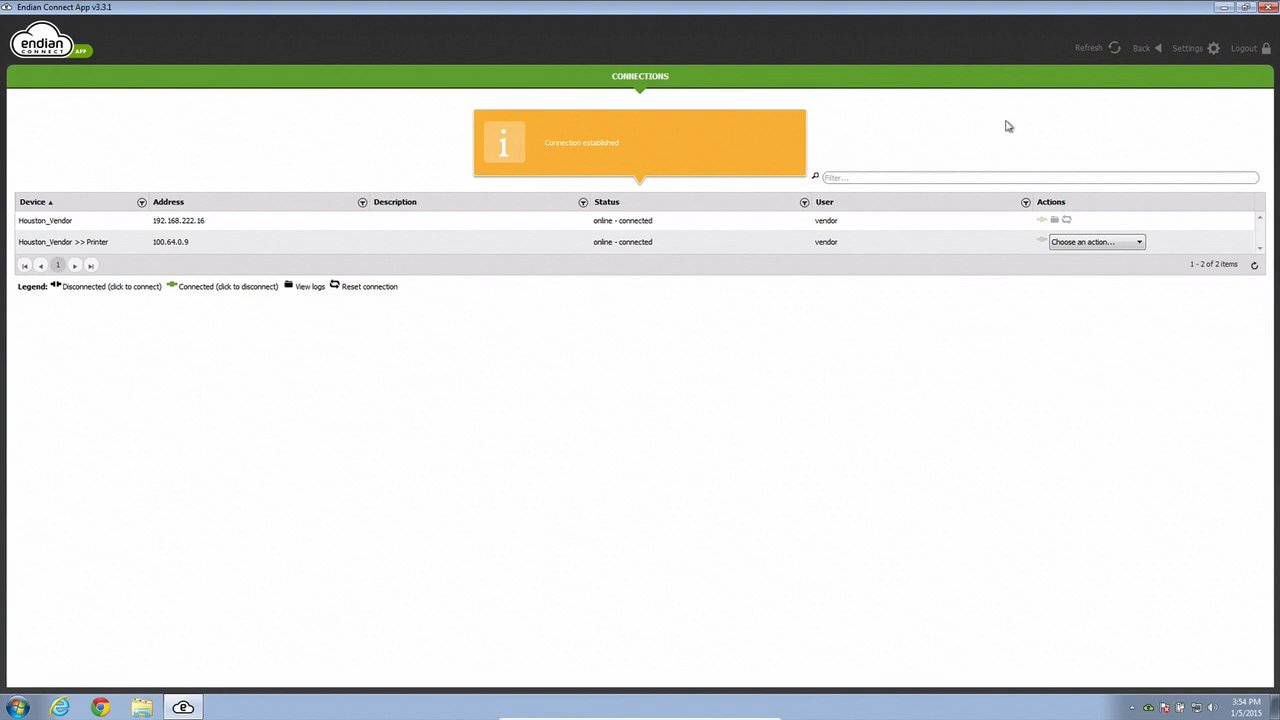 Endian Connect App v3.3.1
endian
CONNECT
APP
Refresh Back Settings Logout
CONNECTIONS
i
Connection established
Filter...
Device Address Description Status User Actions
Houston_Vendor 192.168.222.16 online - connected vendor
Houston_Vendor >> Printer 100.64.0.9 online - connected vendor Choose an action...
1 1 - 2 of 2 items
Legend: Disconnected (click to connect) Connected (click to disconnect) View logs Reset connection
3:54 PM
1/5/2015